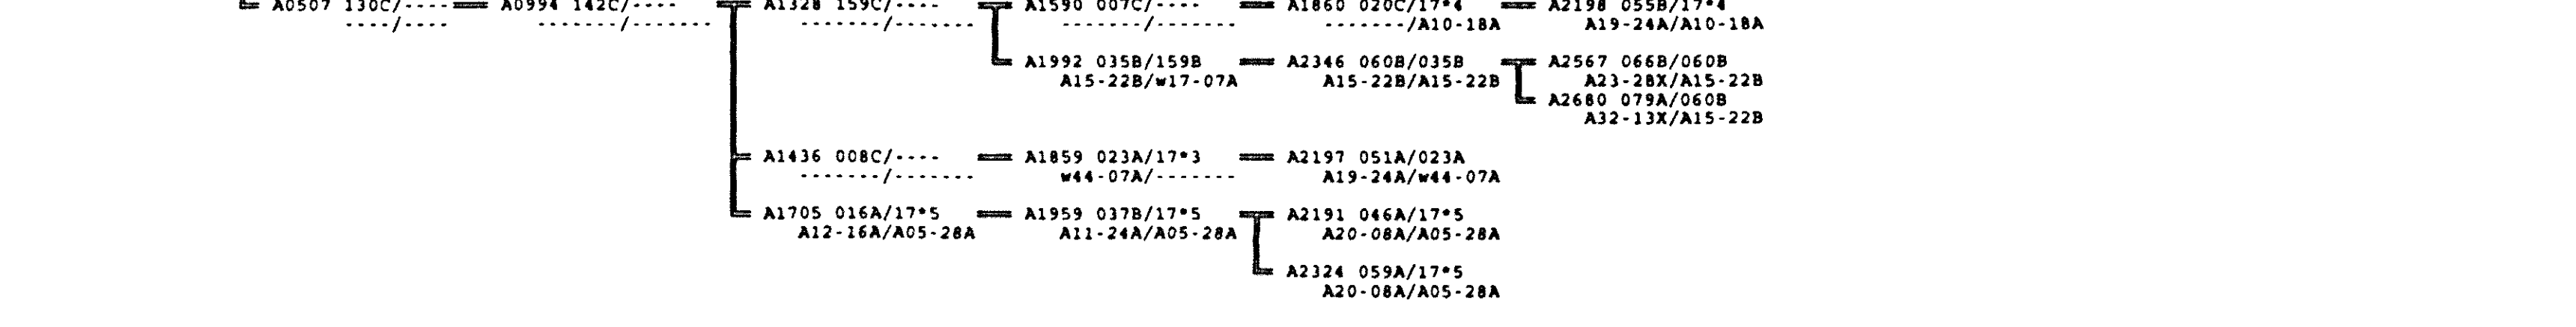 A0507 130C/---- A0994 142C/---- A1328 159C/---- A1590 007C/---- A1860 020C/17*4 A2198 055B/17*4
----/---- -------/------- -------/------- -------/------- -------/A10-18A A19-24A/A10-18A
A1992 035B/159B A2346 060B/035B A2567 066B/060B
A15-22B/w17-07A A15-22B/A15-22B A23-28X/A15-22B
A2680 079A/060B
A32-13X/A15-22B
A1436 008C/---- A1859 023A/17*3 A2197 051A/023A
-------/------- w44-07A/------- A19-24A/w44-07A
A1705 016A/17*5 A1959 037B/17*5 A2191 046A/17*5
A12-16A/A05-28A A11-24A/A05-28A A20-08A/A05-28A
A2324 059A/17*5
A20-08A/A05-28A